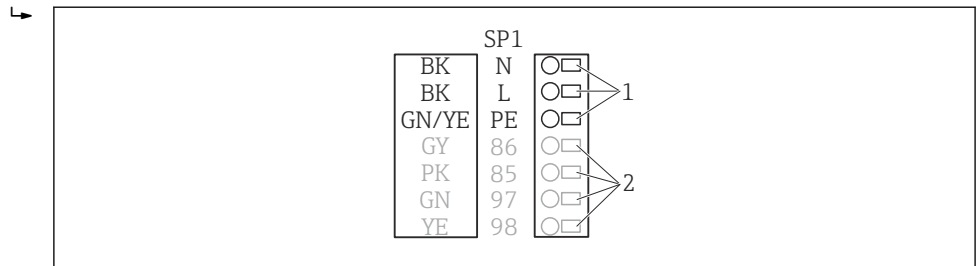 SP1
BK N
BK L 1
GN/YE PE
GY 86
PK 85 2
GN 97
YE 98